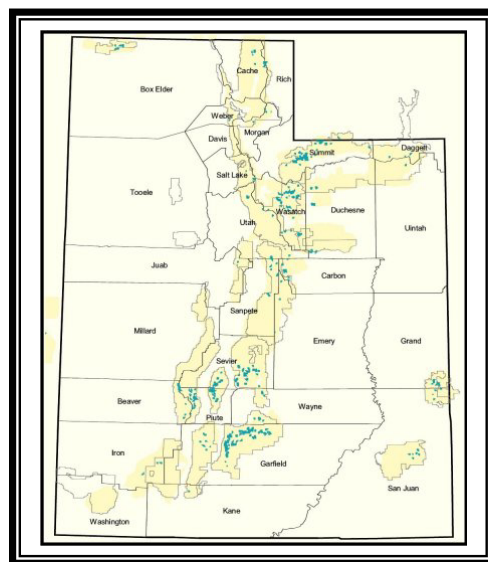 Cache
Rich
Box Elder
Weber
Morgan
Davis
Summit
Daggett
Salt Lake
Tooele
Wasatch
Duchesne
Utah
Uintah
Juab
Carbon
Sanpete
Millard
Emery
Grand
Sevier
Beaver
Wayne
Piute
Iron
Garfield
San Juan
Kane
Washington